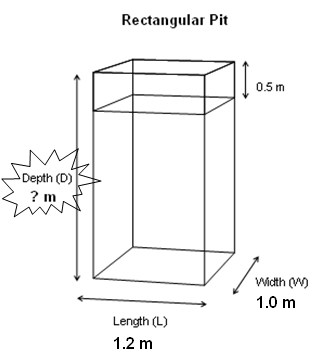 Rectangular Pit
0.5 m
Depth (D)
? m
Width (W)
1.0 m
Length (L)
1.2 m